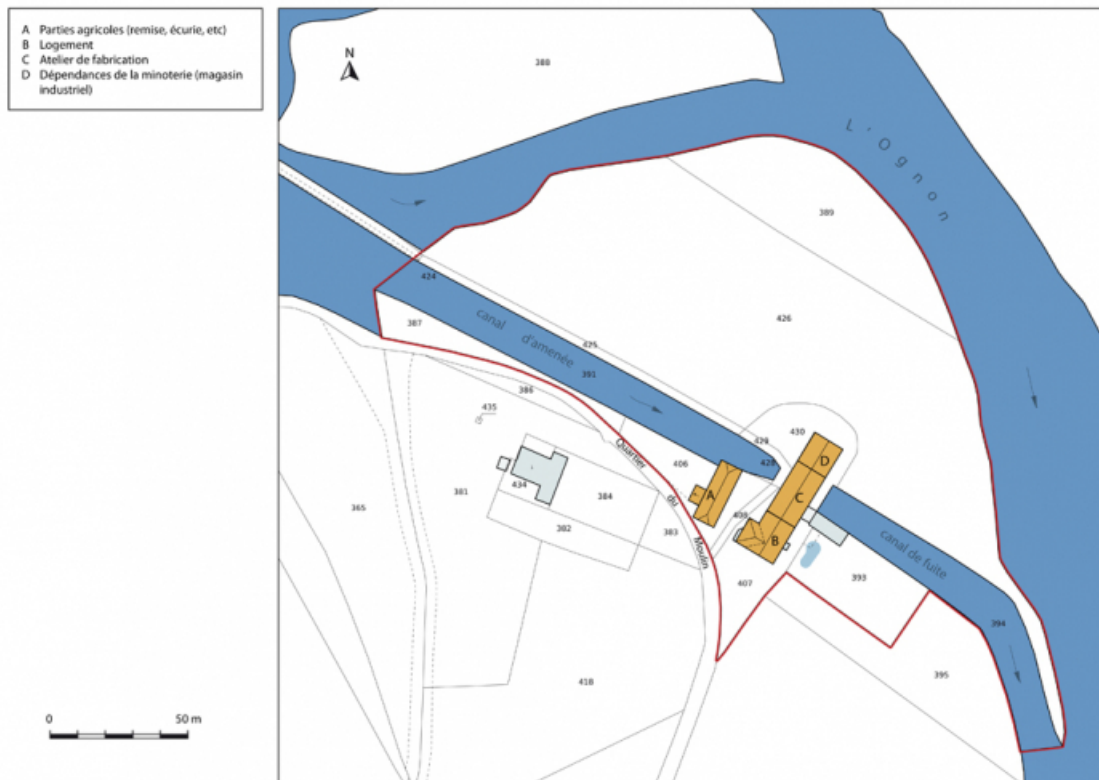 A Parties agricoles (remise, écurie, etc)
B Logement
C Atelier de fabrication
D Dépendances de la minoterie (magasin
industriel)
N
388
L'Ognon
389
424
canal d'amenée
387
425
426
391
386
435
429
430
428
D
Quartier du Moulin
406
A
C
434
381
384
365
408
382
383
B
canal de fuite
407
393
394
395
418
0 50 m